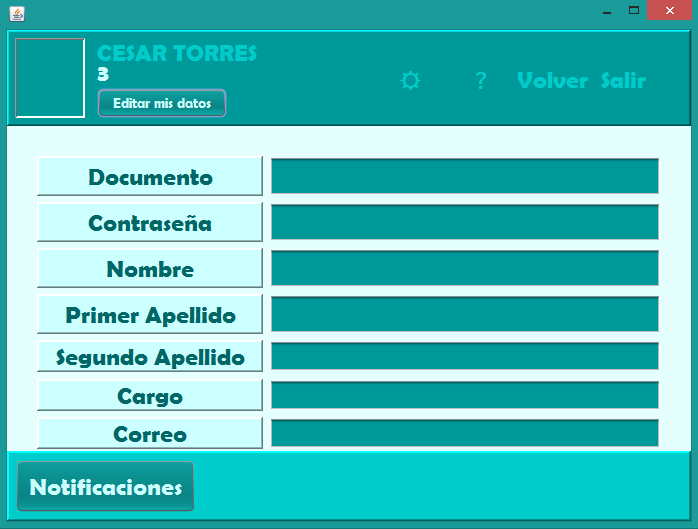 CESAR TORRES
3
Editar mis datos
? Volver Salir
Documento
Contraseña
Nombre
Primer Apellido
Segundo Apellido
Cargo
Correo
Notificaciones